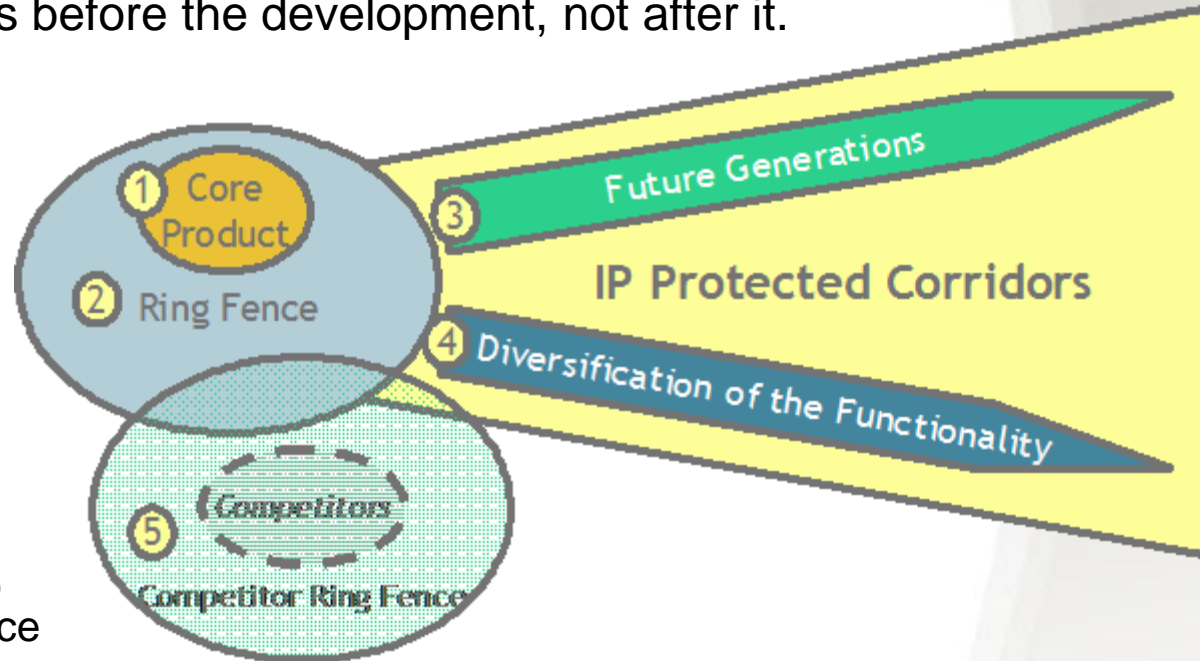 before the development, not after it.
1
Core
Product
2
Ring Fence
3
Future Generations
IP Protected Corridors
4
Diversification of the Functionality
Competitors
5
Competitor Ring Fence